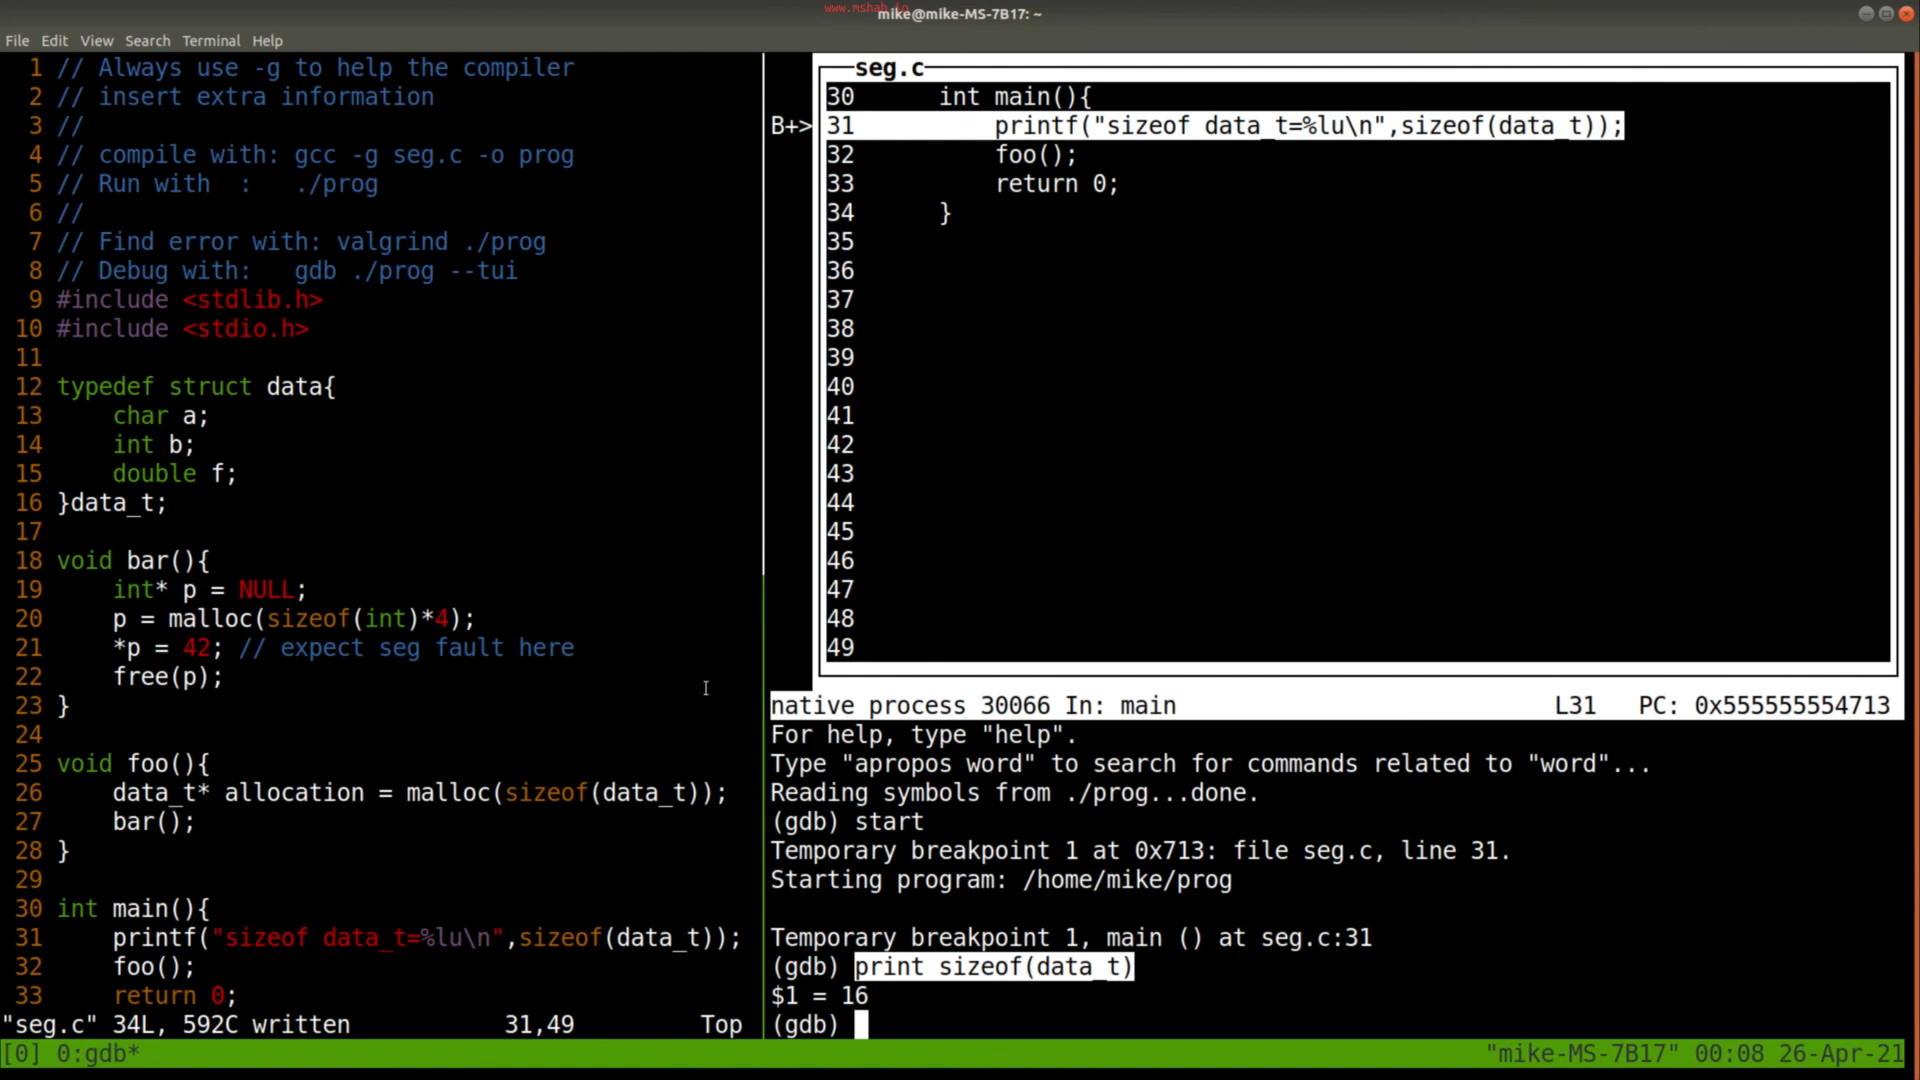 www.mshah.io
mike@mike-MS-7B17: ~
File Edit View Search Terminal Help
1 // Always use -g to help the compiler
2 // insert extra information
3 //
4 // compile with: gcc -g seg.c -o prog
5 // Run with  :   ./prog
6 //
7 // Find error with: valgrind ./prog
8 // Debug with:   gdb ./prog --tui
9 #include <stdlib.h>
10 #include <stdio.h>
11
12 typedef struct data{
13     char a;
14     int b;
15     double f;
16 }data_t;
17
18 void bar(){
19     int* p = NULL;
20     p = malloc(sizeof(int)*4);
21     *p = 42; // expect seg fault here
22     free(p);
23 }
24
25 void foo(){
26     data_t* allocation = malloc(sizeof(data_t));
27     bar();
28 }
29
30 int main(){
31     printf("sizeof data_t=%lu\n",sizeof(data_t));
32     foo();
33     return 0;
"seg.c" 34L, 592C written 31,49 Top
seg.c
30      int main(){
B+> 31          printf("sizeof data_t=%lu\n",sizeof(data_t));
32          foo();
33          return 0;
34      }
35
36
37
38
39
40
41
42
43
44
45
46
47
48
49
native process 30066 In: main L31 PC: 0x555555554713
For help, type "help".
Type "apropos word" to search for commands related to "word"...
Reading symbols from ./prog...done.
(gdb) start
Temporary breakpoint 1 at 0x713: file seg.c, line 31.
Starting program: /home/mike/prog
Temporary breakpoint 1, main () at seg.c:31
(gdb) print sizeof(data_t)
$1 = 16
(gdb)
[0] 0:gdb* "mike-MS-7B17" 00:08 26-Apr-21